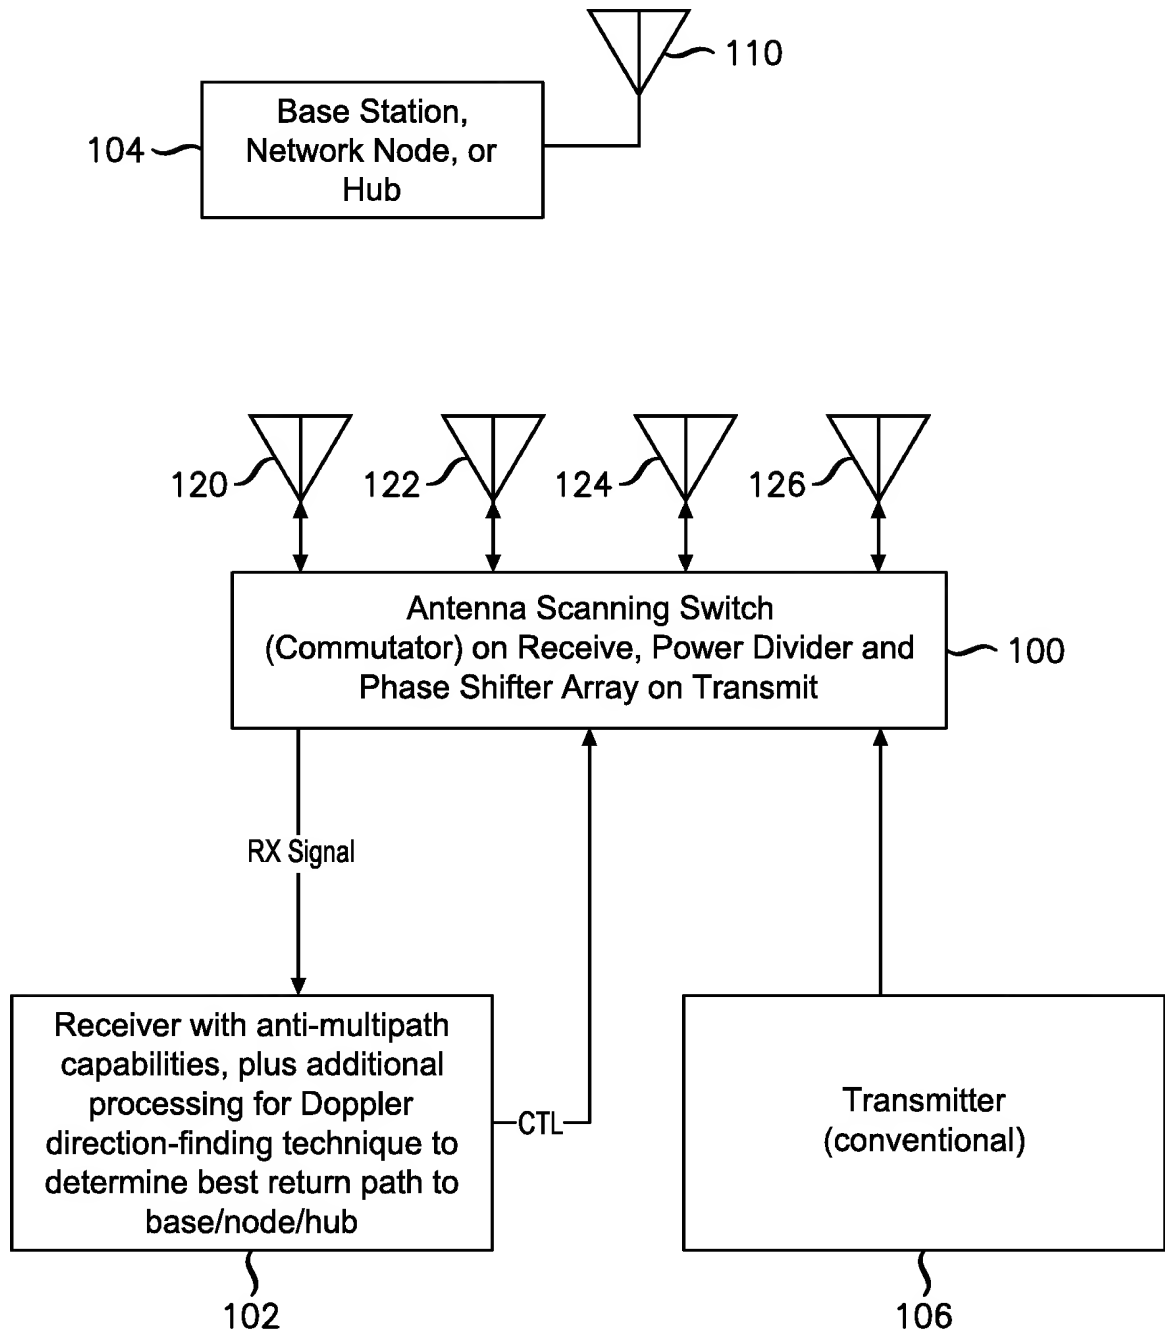 110
Base Station,
Network Node, or
Hub
104
120
122
124
126
Antenna Scanning Switch
(Commutator) on Receive, Power Divider and
Phase Shifter Array on Transmit
100
RX Signal
Receiver with anti-multipath
capabilities, plus additional
processing for Doppler
direction-finding technique to
determine best return path to
base/node/hub
CTL
Transmitter
(conventional)
102
106